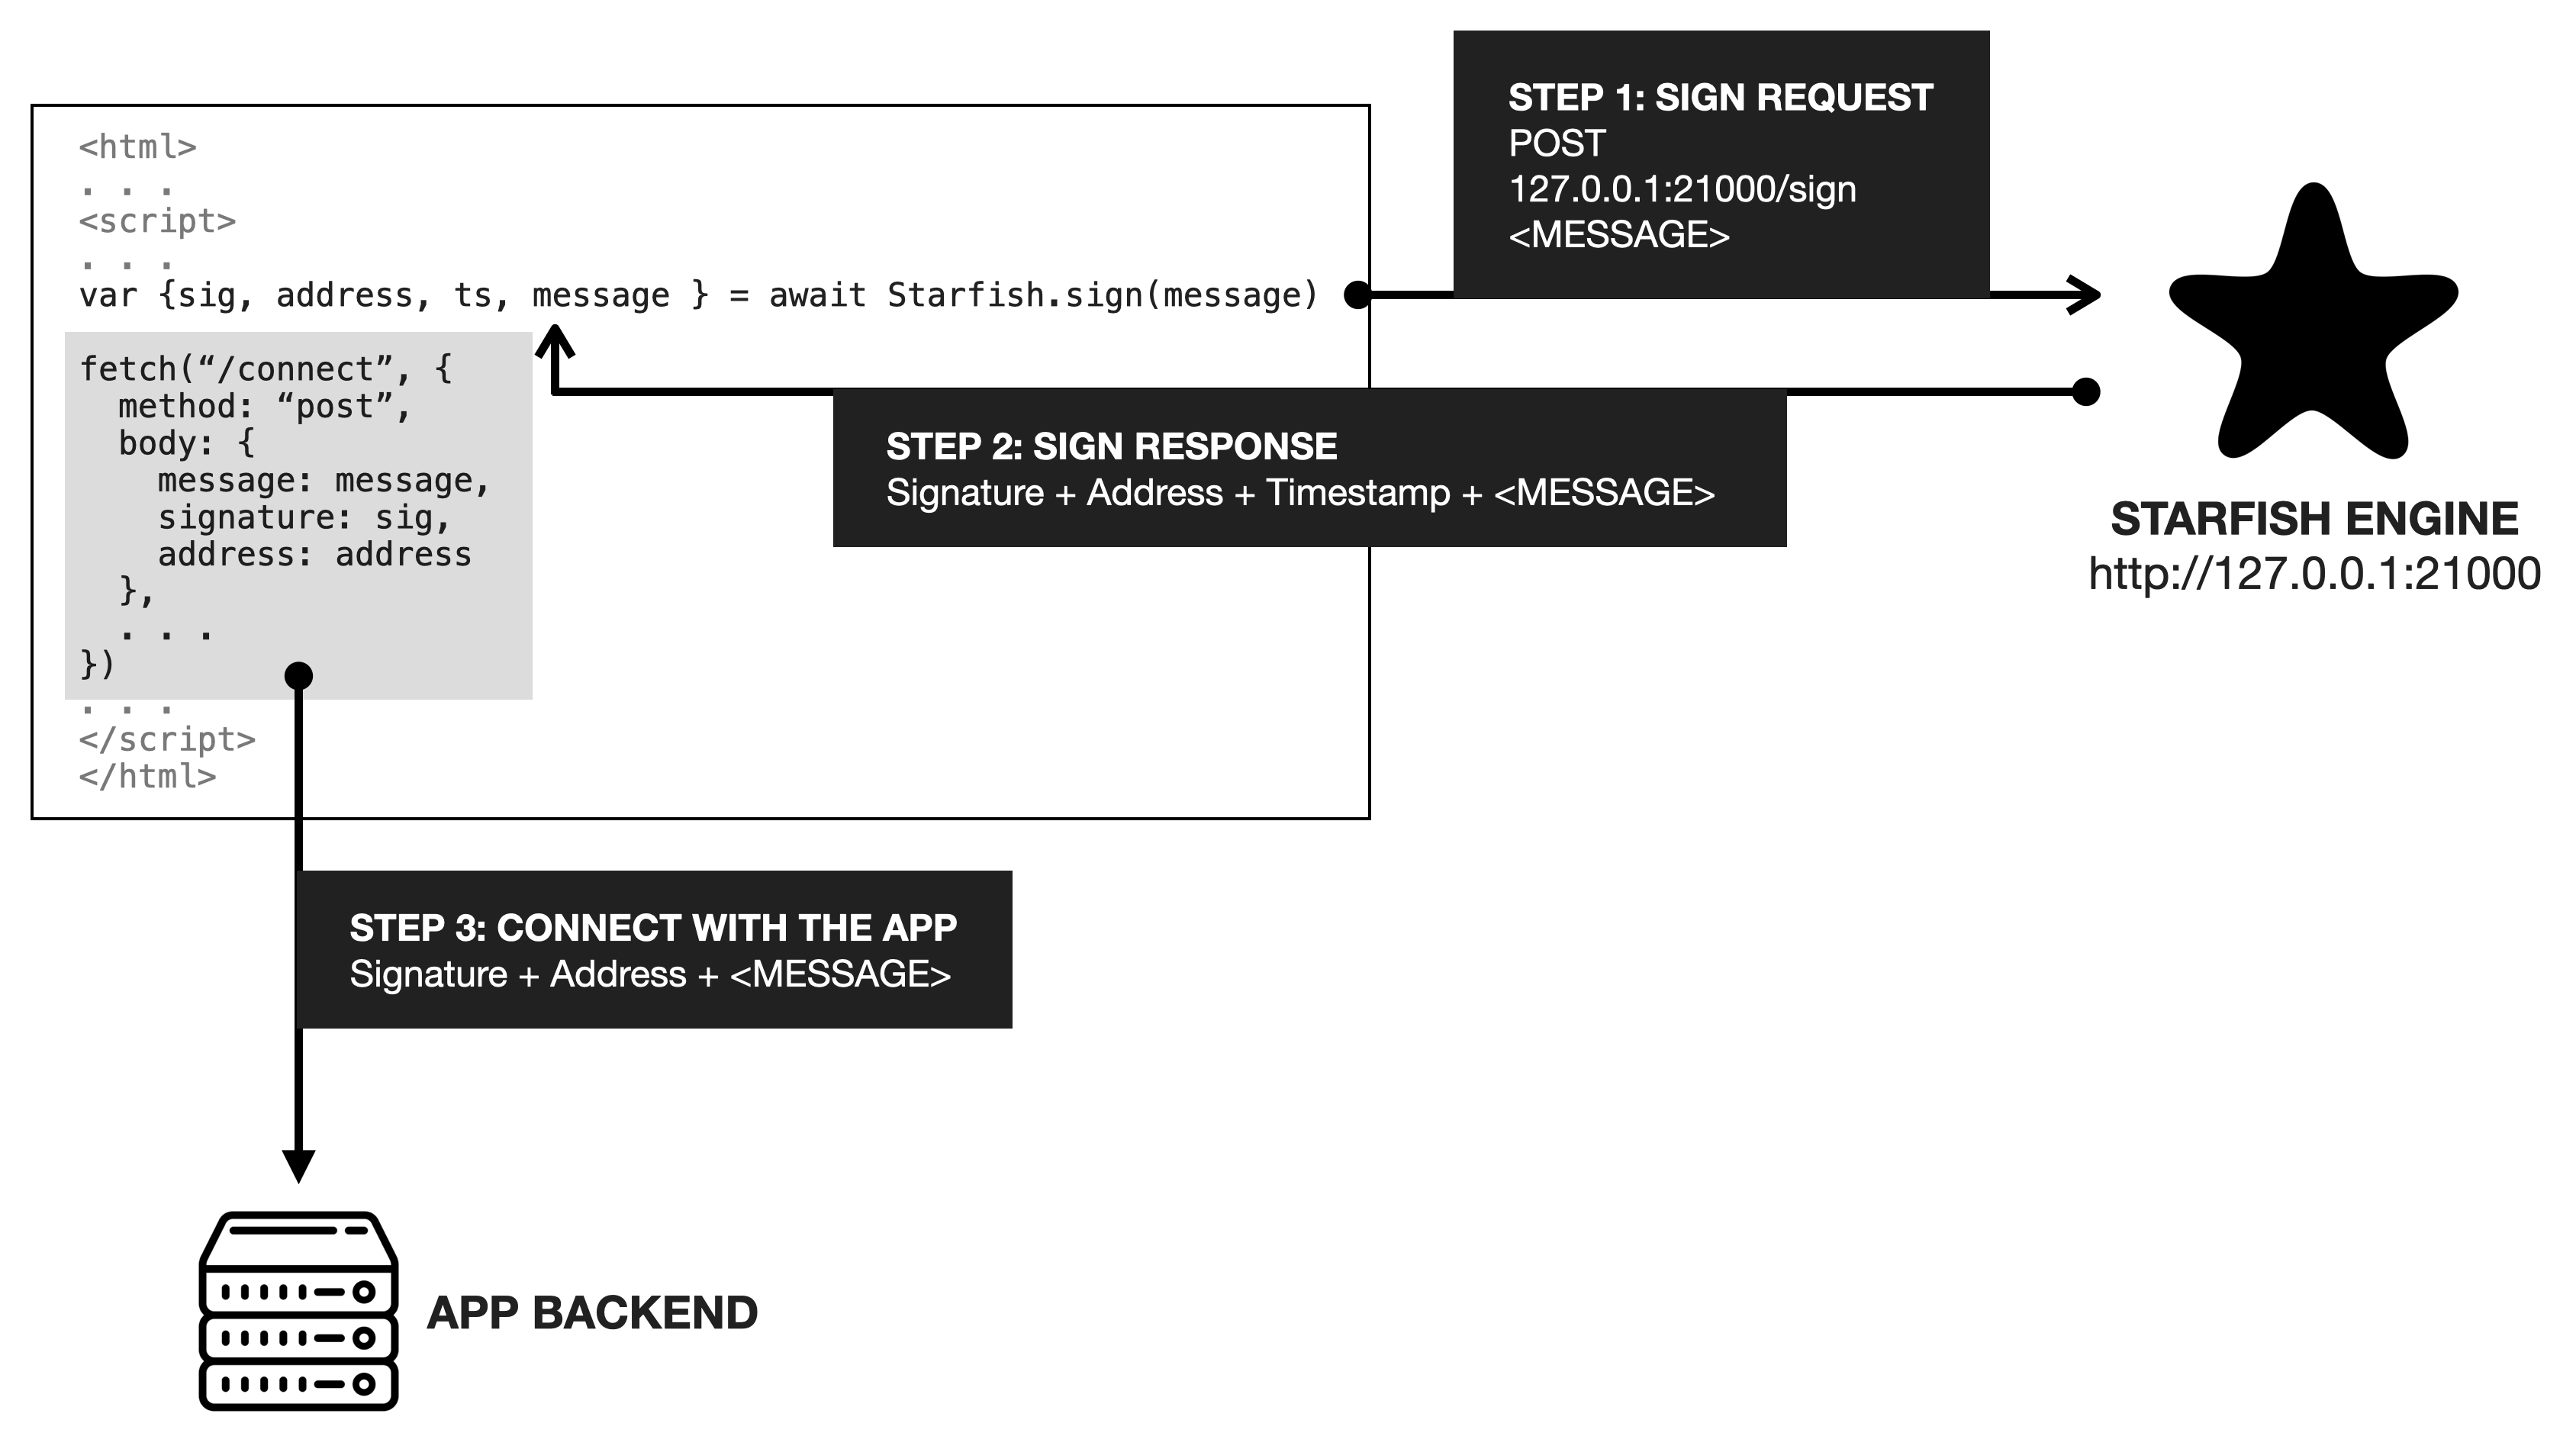 <html>
. . .
<script>
. . .
var {sig, address, ts, message } = await Starfish.sign(message)
fetch(“/connect”, {
  method: “post”,
  body: {
    message: message,
    signature: sig,
    address: address
  },
  . . .
})
. . .
</script>
</html>
STEP 1: SIGN REQUEST
POST
127.0.0.1:21000/sign
<MESSAGE>
STEP 2: SIGN RESPONSE
Signature + Address + Timestamp + <MESSAGE>
STARFISH ENGINE
http://127.0.0.1:21000
STEP 3: CONNECT WITH THE APP
Signature + Address + <MESSAGE>
APP BACKEND